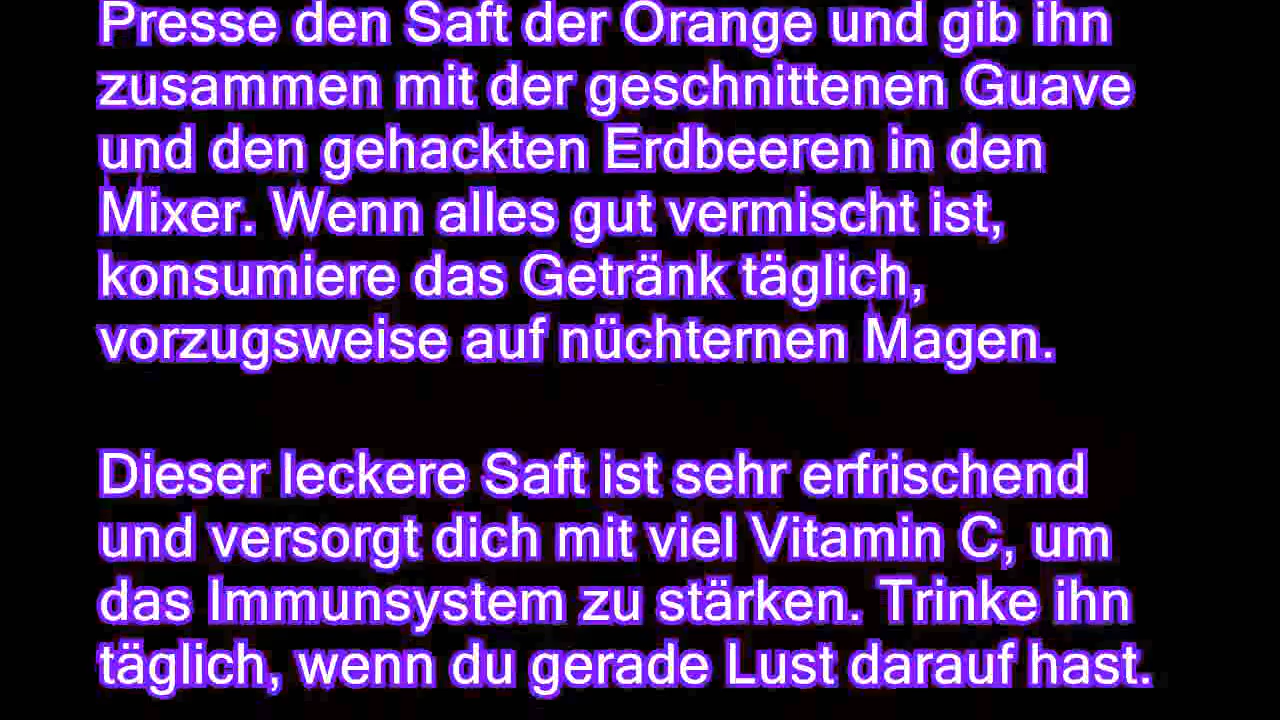 Presse den Saft der Orange und gib ihn
zusammen mit der geschnittenen Guave
und den gehackten Erdbeeren in den
Mixer. Wenn alles gut vermischt ist,
konsumiere das Getränk täglich,
vorzugsweise auf nüchternen Magen.
Dieser leckere Saft ist sehr erfrischend
und versorgt dich mit viel Vitamin C, um
das Immunsystem zu stärken. Trinke ihn
täglich, wenn du gerade Lust darauf hast.